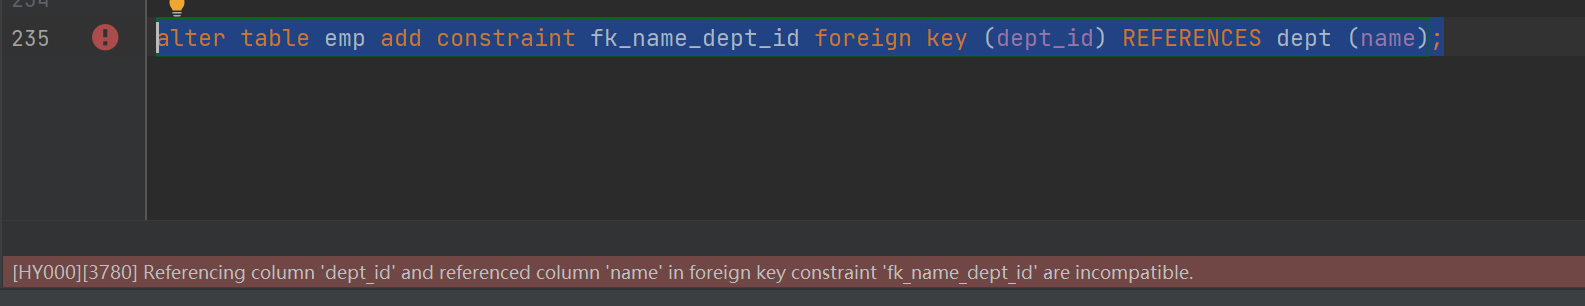 234
235 alter table emp add constraint fk_name_dept_id foreign key (dept_id) REFERENCES dept (name);
[HY000][3780] Referencing column 'dept_id' and referenced column 'name' in foreign key constraint 'fk_name_dept_id' are incompatible.